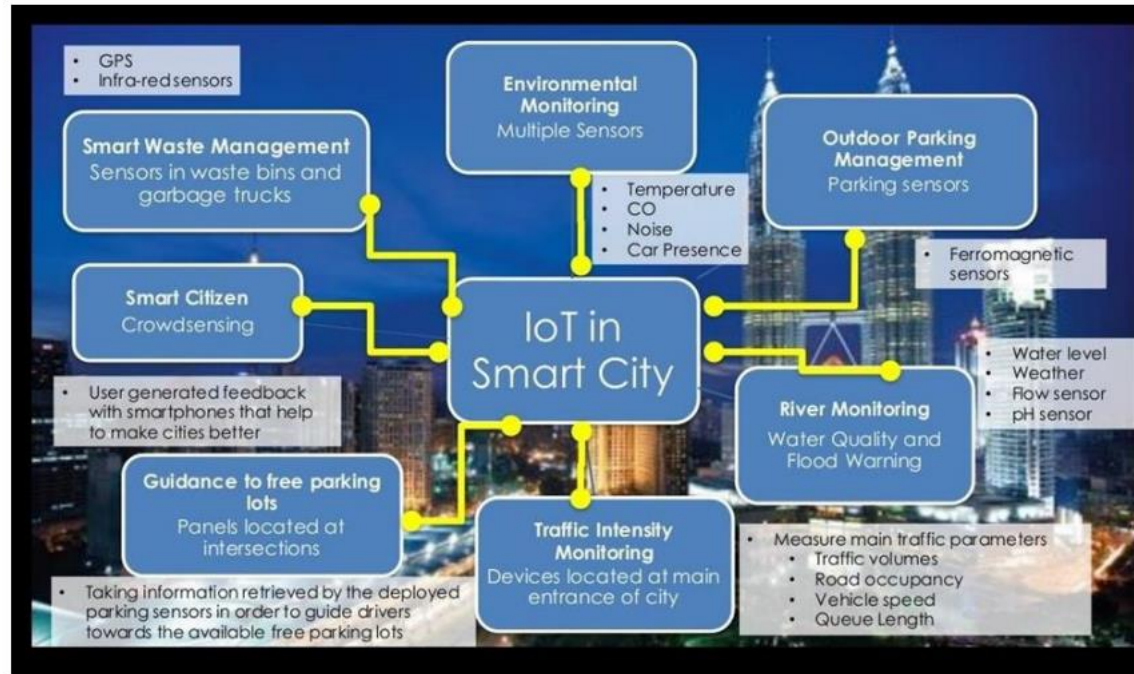 • GPS
• Infra-red sensors
Smart Waste Management
Sensors in waste bins and
garbage trucks
Environmental
Monitoring
Multiple Sensors
• Temperature
• CO
• Noise
• Car Presence
Outdoor Parking
Management
Parking sensors
• Ferromagnetic
sensors
Smart Citizen
Crowdsensing
• User generated feedback
with smartphones that help
to make cities better
IoT in
Smart City
River Monitoring
Water Quality and
Flood Warning
• Water level
• Weather
• Flow sensor
• pH sensor
Guidance to free parking
lots
Panels located at
intersections
• Taking information retrieved by the deployed
parking sensors in order to guide drivers
towards the available free parking lots
Traffic Intensity
Monitoring
Devices located at main
entrance of city
• Measure main traffic parameters
• Traffic volumes
• Road occupancy
• Vehicle speed
• Queue Length